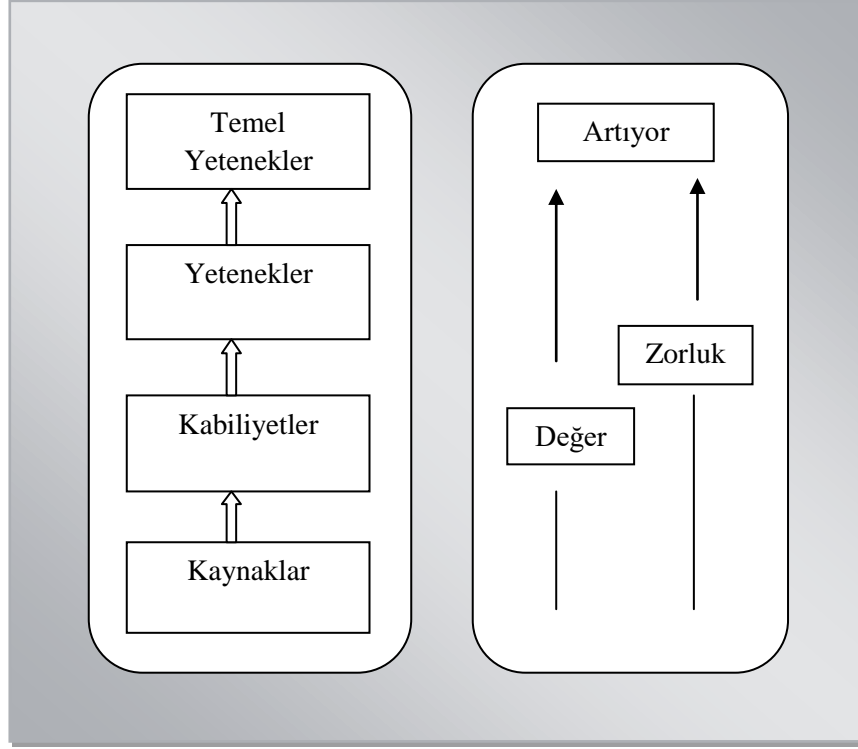 Temel
Yetenekler
Yetenekler
Kabiliyetler
Kaynaklar
Artıyor
Zorluk
Değer